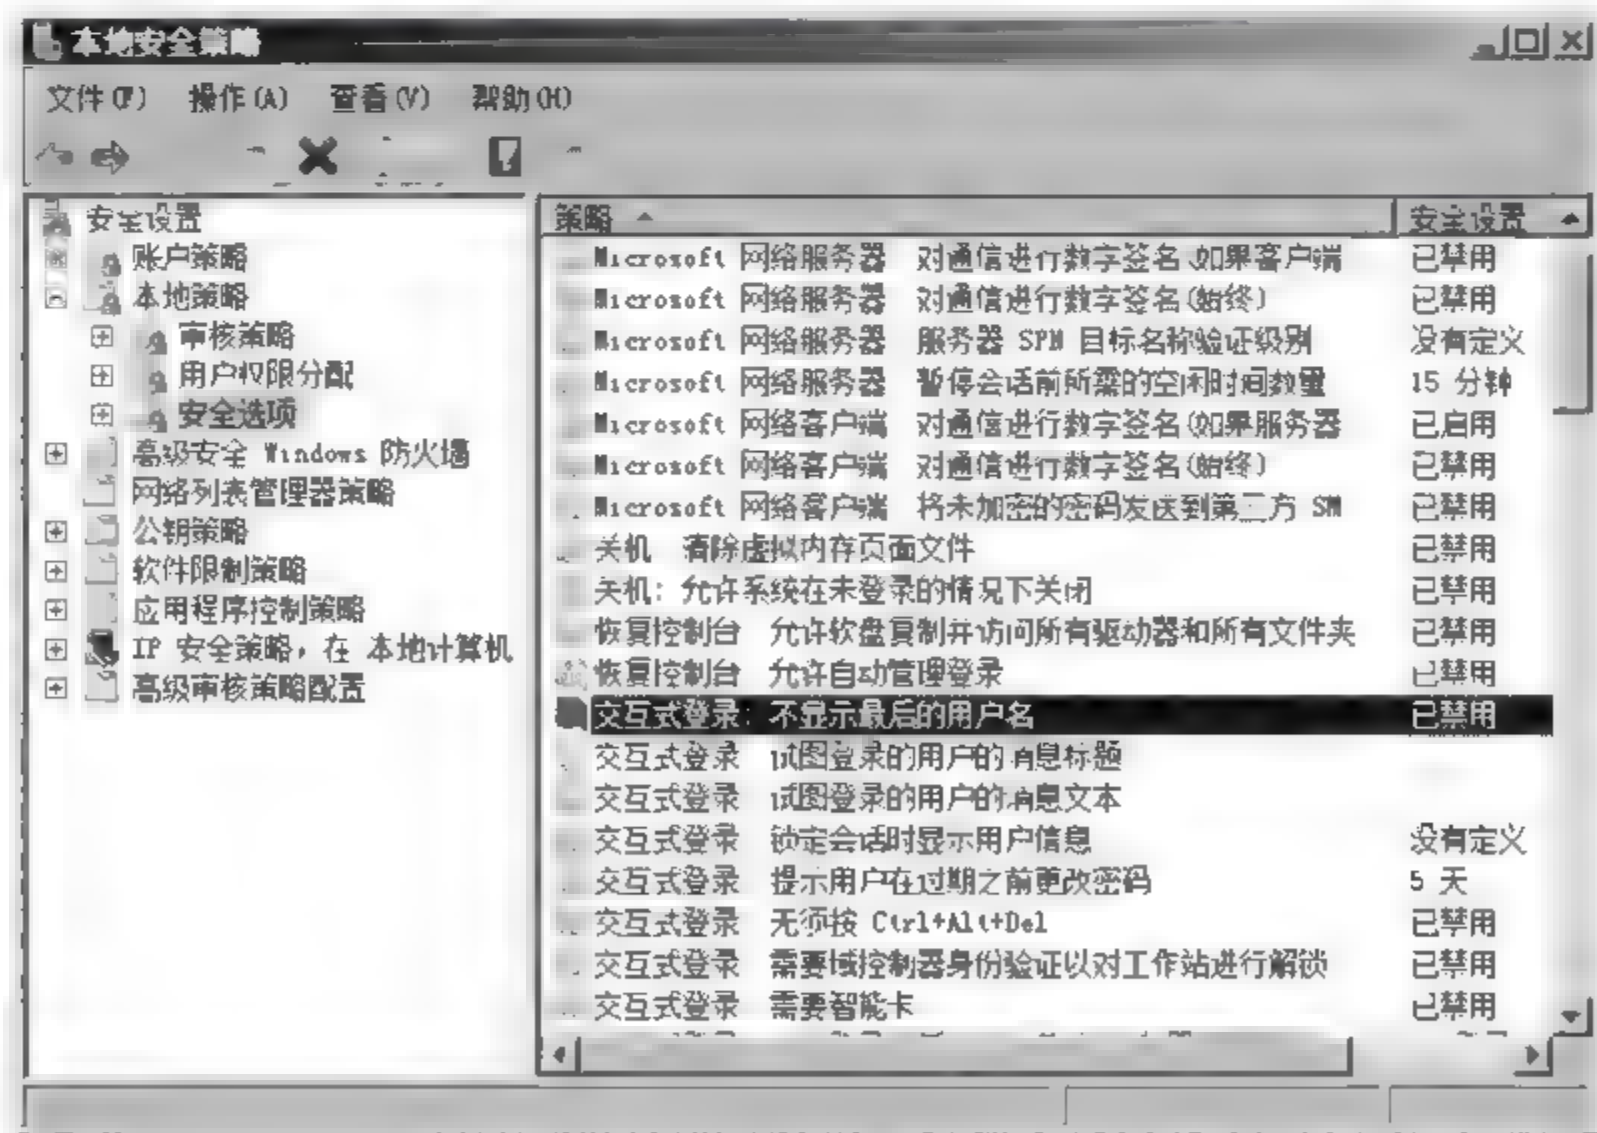 本地安全策略
文件(F) 操作(A) 查看(V) 帮助(H)
安全设置
账户策略
本地策略
审核策略
用户权限分配
安全选项
高级安全 Windows 防火墙
网络列表管理器策略
公钥策略
软件限制策略
应用程序控制策略
IP 安全策略，在 本地计算机
高级审核策略配置
策略 安全设置
Microsoft 网络服务器 对通信进行数字签名(如果客户端 已禁用
Microsoft 网络服务器 对通信进行数字签名(始终) 已禁用
Microsoft 网络服务器 服务器 SPN 目标名称验证级别 没有定义
Microsoft 网络服务器 暂停会话前所需的空闲时间数量 15 分钟
Microsoft 网络客户端 对通信进行数字签名(如果服务器 已启用
Microsoft 网络客户端 对通信进行数字签名(始终) 已禁用
Microsoft 网络客户端 将未加密的密码发送到第三方 SM 已禁用
关机 清除虚拟内存页面文件 已禁用
关机: 允许系统在未登录的情况下关闭 已禁用
恢复控制台 允许软盘复制并访问所有驱动器和所有文件夹 已禁用
恢复控制台 允许自动管理登录 已禁用
交互式登录: 不显示最后的用户名 已禁用
交互式登录 试图登录的用户的消息标题
交互式登录 试图登录的用户的消息文本
交互式登录 锁定会话时显示用户信息 没有定义
交互式登录 提示用户在过期之前更改密码 5 天
交互式登录 无须按 Ctrl+Alt+Del 已禁用
交互式登录 需要域控制器身份验证以对工作站进行解锁 已禁用
交互式登录 需要智能卡 已禁用